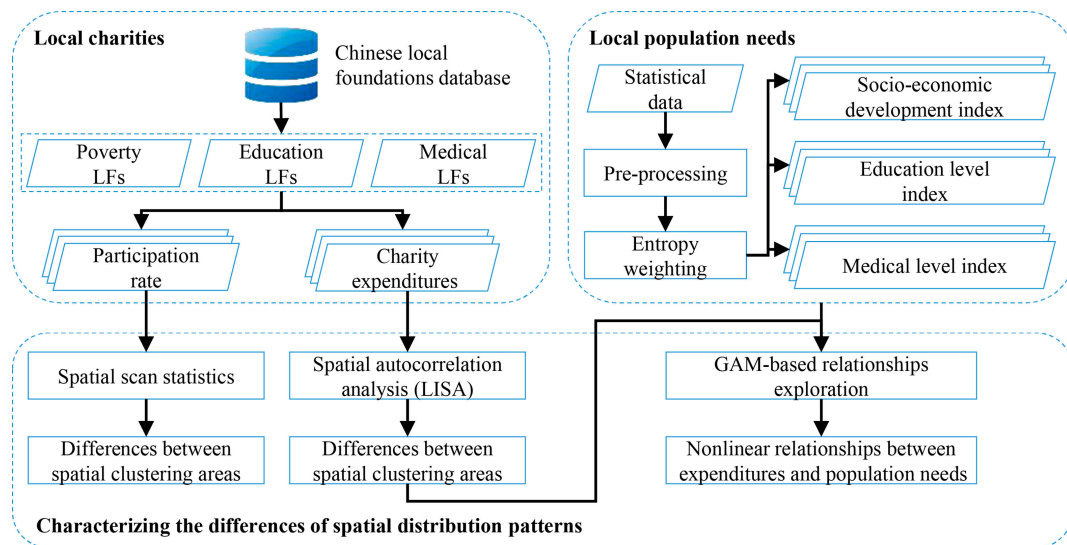 Local charities
Chinese local
foundations database
Poverty
LFs
Education
LFs
Medical
LFs
Participation
rate
Charity
expenditures
Local population needs
Statistical
data
Pre-processing
Entropy
weighting
Socio-economic
development index
Education level
index
Medical level index
Spatial scan statistics
Differences between
spatial clustering areas
Spatial autocorrelation
analysis (LISA)
Differences between
spatial clustering areas
GAM-based relationships
exploration
Nonlinear relationships between
expenditures and population needs
Characterizing the differences of spatial distribution patterns